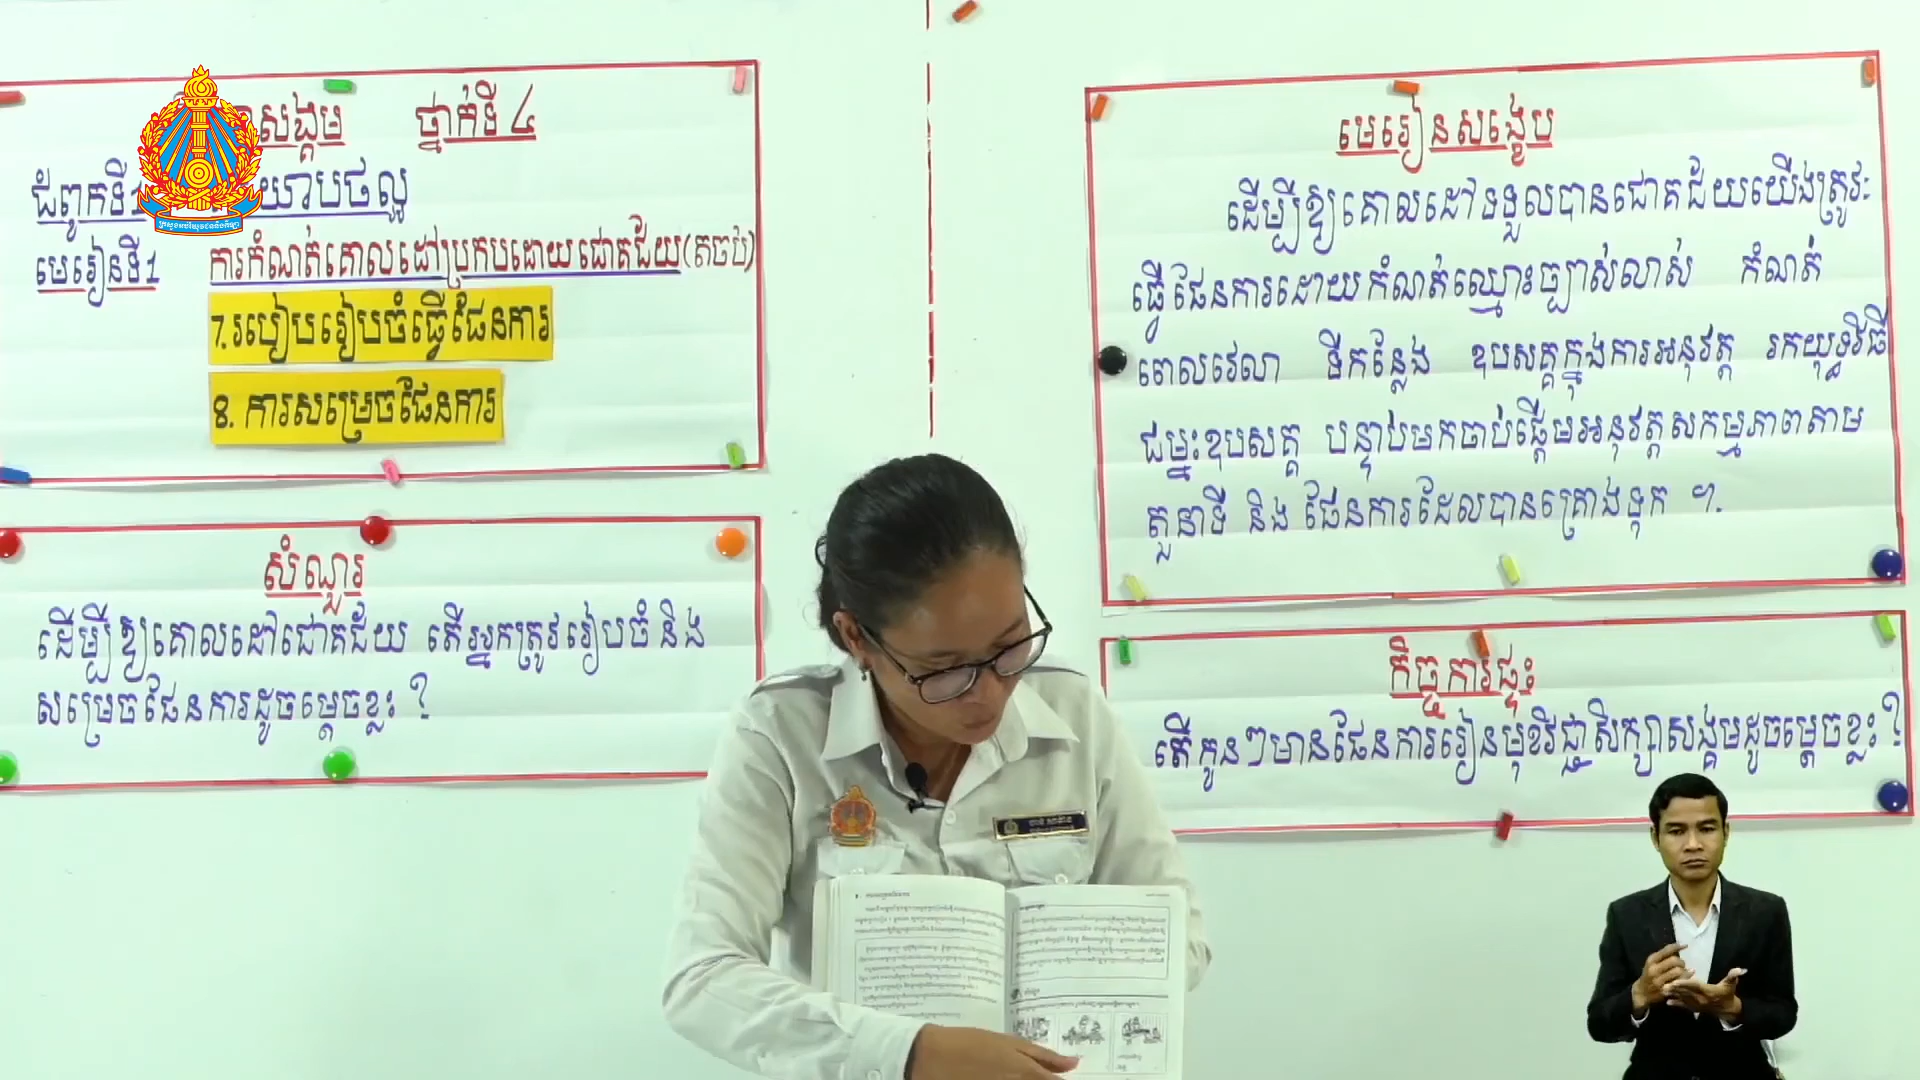 សង្គម ថ្នាក់ទី ៤
ជំពូកទី1
មេរៀនទី1 ការកំណត់គោលដៅប្រកបដោយជោគជ័យ(តចប់)
7. របៀបរៀបចំធ្វើផែនការ
8. ការសម្រេចផែនការ
សំណួរ
ដើម្បីឱ្យគោលដៅជោគជ័យ តើអ្នកត្រូវរៀបចំ និង
សម្រេចផែនការដូចម្ដេចខ្លះ ?
មេរៀនសង្ខេប
ដើម្បីឱ្យគោលដៅទទួលបានជោគជ័យយើងត្រូវៈ
ធ្វើផែនការដោយកំណត់ឈ្មោះច្បាស់លាស់ កំណត់
ពេលវេលា ទីកន្លែង ឧបសគ្គក្នុងការអនុវត្ត រកយុទ្ធវិធី
ជម្នះឧបសគ្គ បន្ទាប់មកចាប់ផ្ដើមអនុវត្តសកម្មភាពតាម
តួនាទី និង ផែនការដែលបានគ្រោងទុក ។
កិច្ចការផ្ទះ
តើកូនៗមានផែនការរៀនមុខវិជ្ជាសិក្សាសង្គមដូចម្ដេចខ្លះ ?